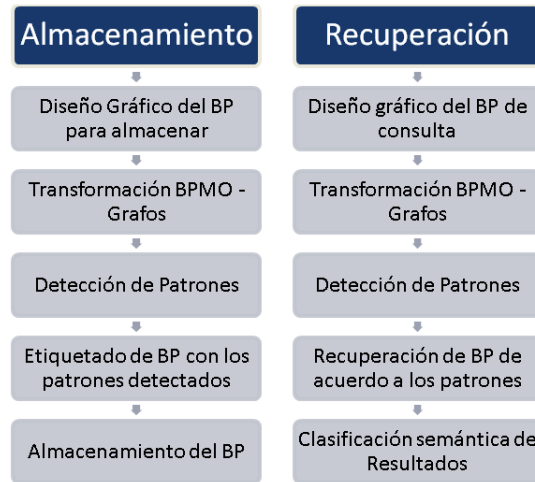 Almacenamiento
Diseño Gráfico del BP
para almacenar
Transformación BPMO -
Grafos
Detección de Patrones
Etiquetado de BP con los
patrones detectados
Almacenamiento del BP
Recuperación
Diseño gráfico del BP de
consulta
Transformación BPMO -
Grafos
Detección de Patrones
Recuperación de BP de
acuerdo a los patrones
Clasificación semántica de
Resultados